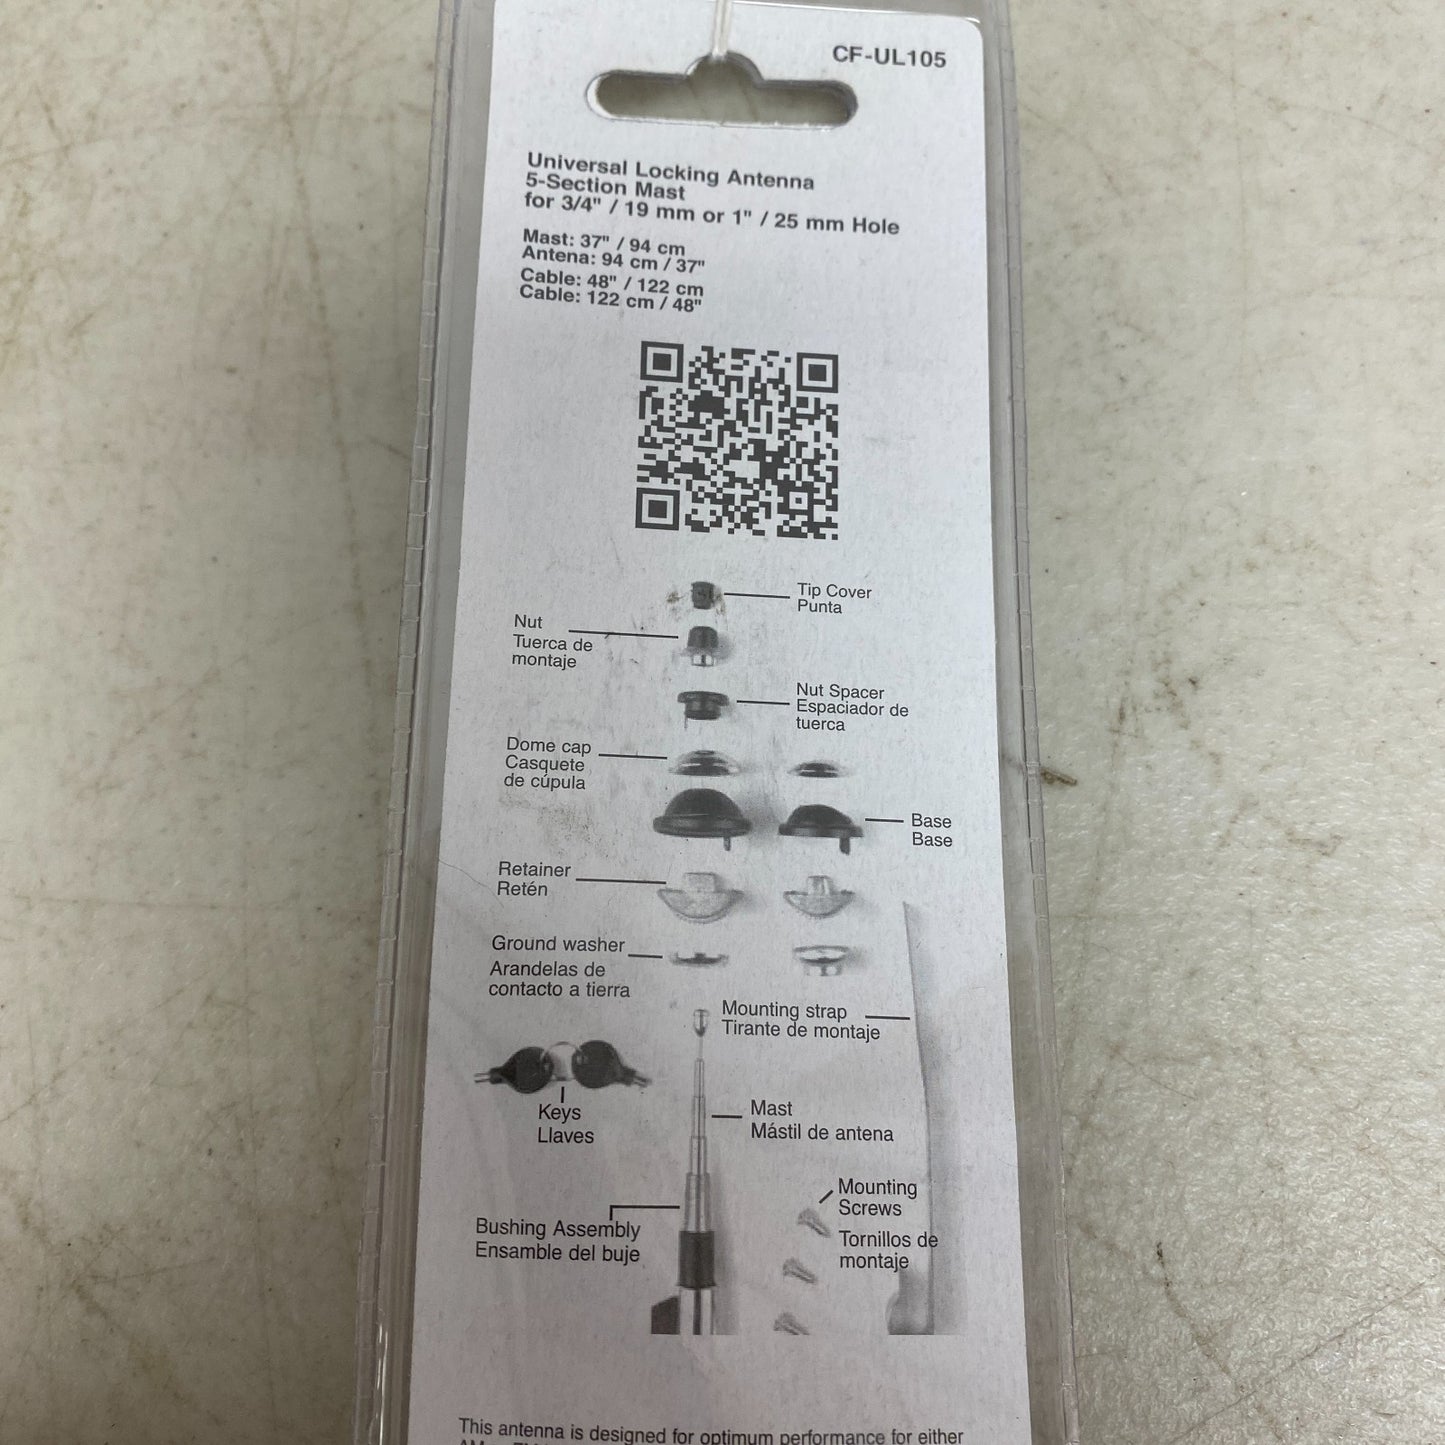 CF-UL105
Universal Locking Antenna
5-Section Mast
for 3/4" / 19 mm or 1" / 25 mm Hole
Mast: 37" / 94 cm
Antena: 94 cm / 37"
Cable: 48" / 122 cm
Cable: 122 cm / 48"
Tip Cover
Punta
Nut
Tuerca de
montaje
Nut Spacer
Espaciador de
tuerca
Dome cap
Casquete
de cúpula
Base
Base
Retainer
Retén
Ground washer
Arandelas de
contacto a tierra
Mounting strap
Tirante de montaje
Keys
Llaves
Mast
Mástil de antena
Mounting
Screws
Tornillos de
montaje
Bushing Assembly
Ensamble del buje
This antenna is designed for optimum performance for either